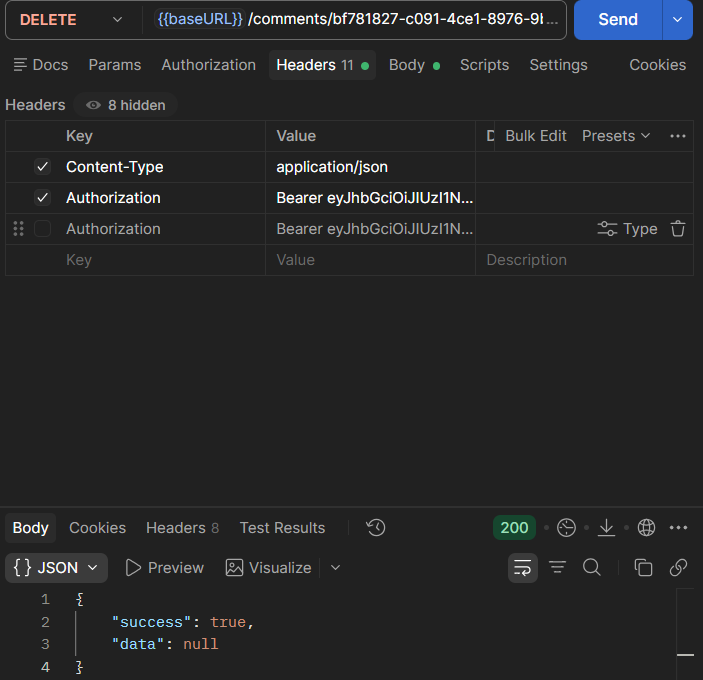 DELETE {{baseURL}} /comments/bf781827-c091-4ce1-8976-9b... Send
Docs Params Authorization Headers 11 Body Scripts Settings Cookies
Headers 8 hidden
Key Value D Bulk Edit Presets
Content-Type application/json
Authorization Bearer eyJhbGciOiJIUzI1N...
Authorization Bearer eyJhbGciOiJIUzI1N... Type
Key Value Description
Body Cookies Headers 8 Test Results 200
{} JSON Preview Visualize
1 {
2 "success": true,
3 "data": null
4 }